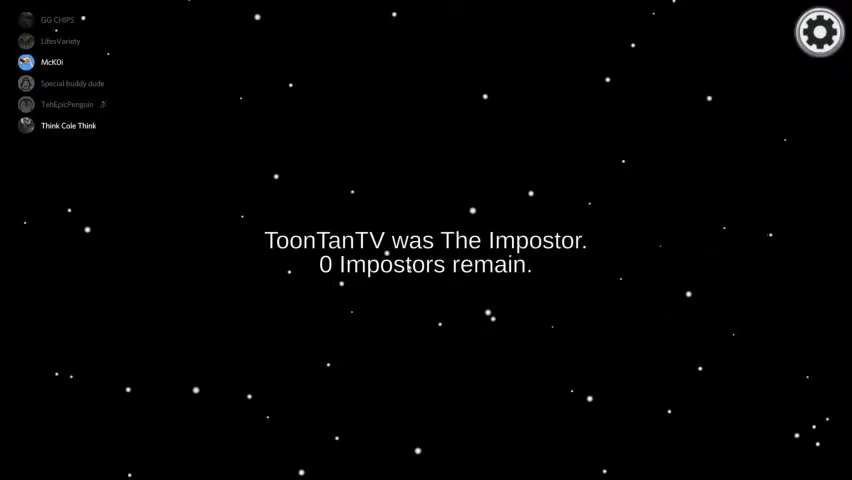 GG CHIPS
LifesVariety
McK0i
Special buddy dude
TehEpicPenguin
Think Cole Think
ToonTanTV was The Impostor.
0 Impostors remain.